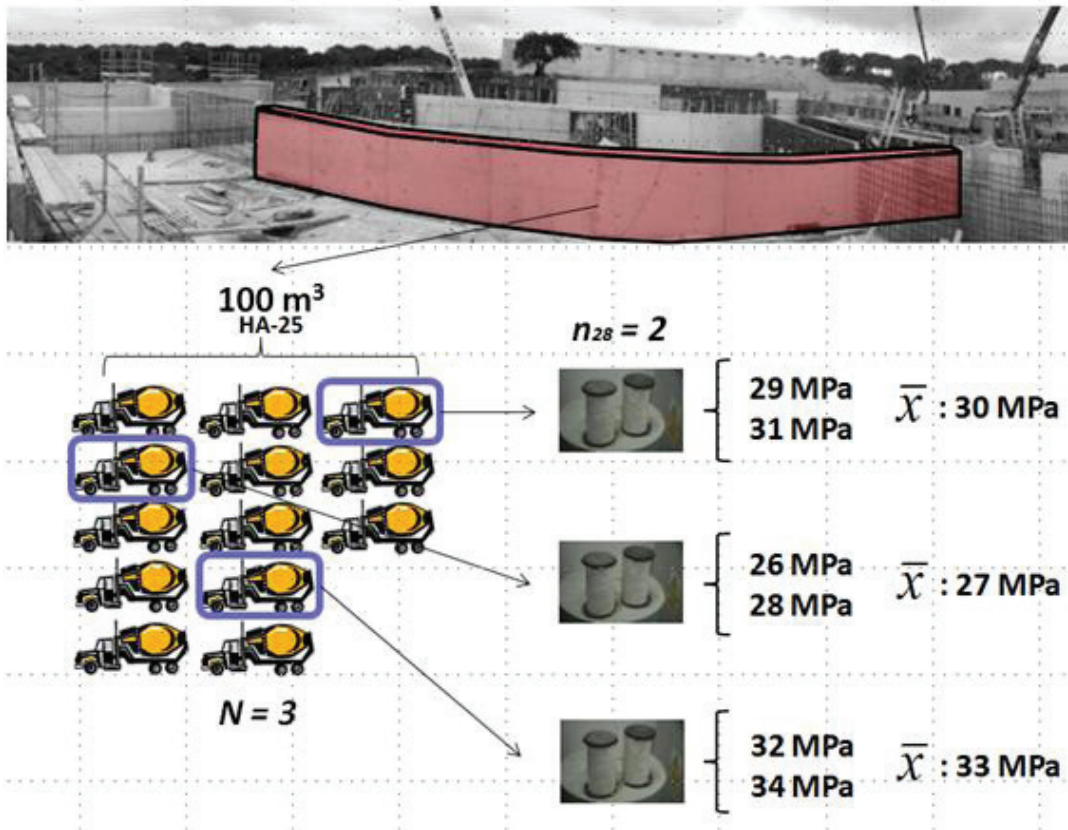 100 m³
HA-25
n₂₈ = 2
29 MPa
31 MPa
x̄ : 30 MPa
26 MPa
28 MPa
x̄ : 27 MPa
N = 3
32 MPa
34 MPa
x̄ : 33 MPa